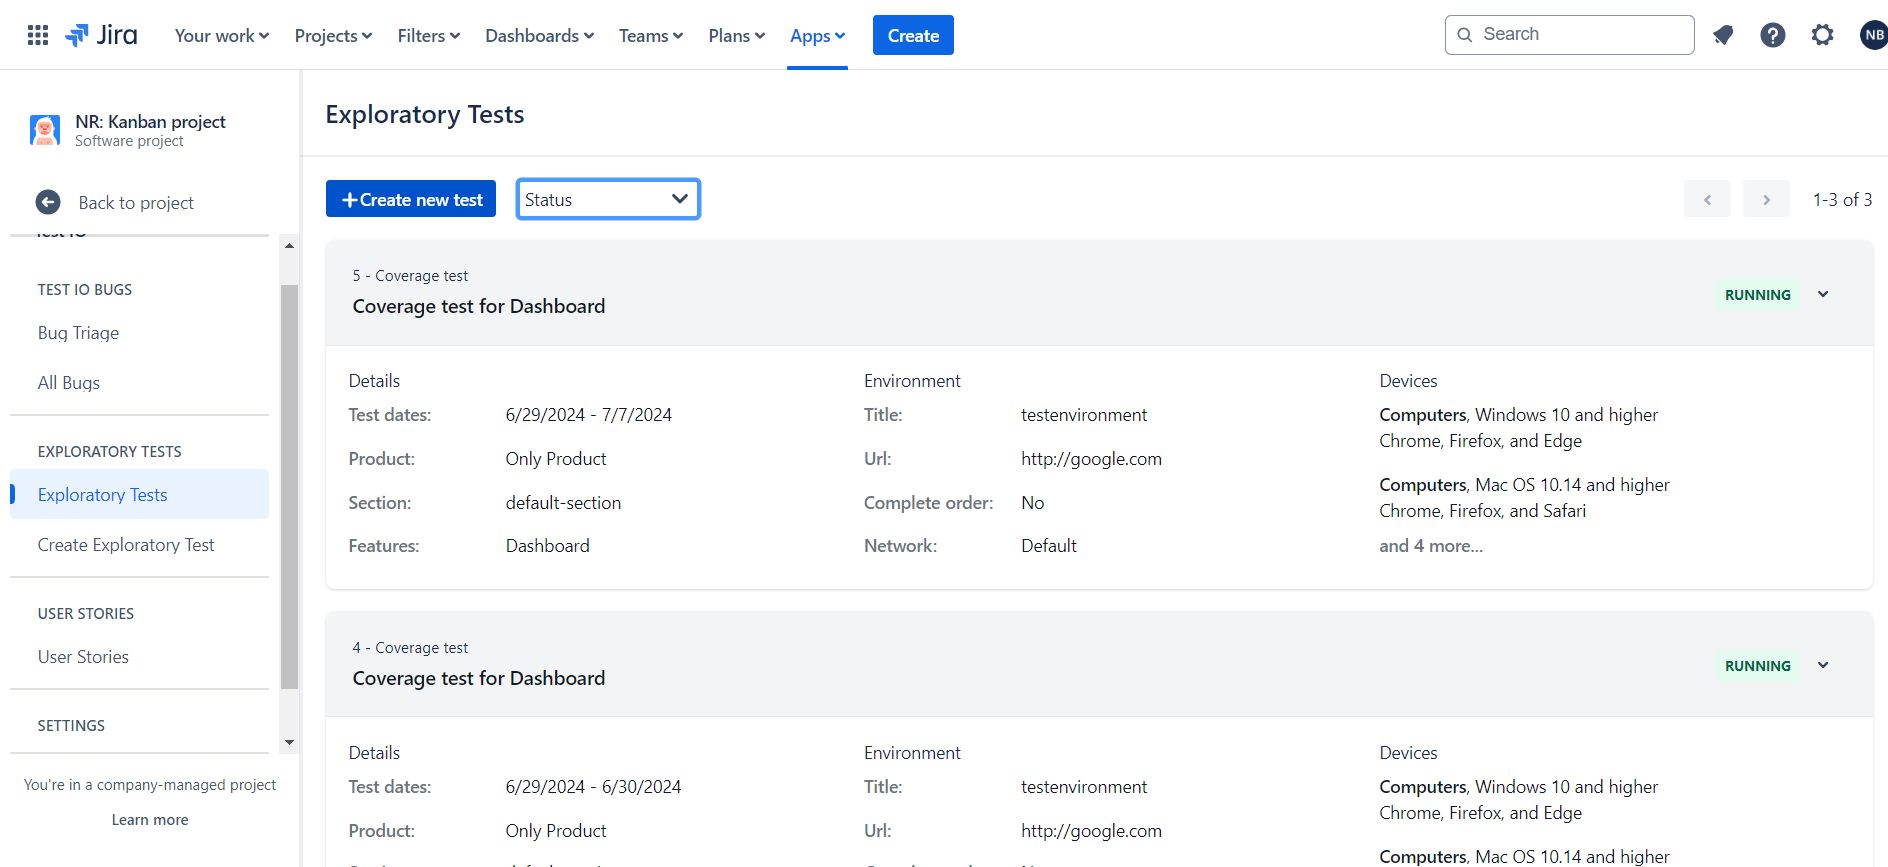 Jira Your work Projects Filters Dashboards Teams Plans Apps Create Search NB
NR: Kanban project
Software project
Back to project
TEST IO BUGS
Bug Triage
All Bugs
EXPLORATORY TESTS
Exploratory Tests
Create Exploratory Test
USER STORIES
User Stories
SETTINGS
You're in a company-managed project
Learn more
Exploratory Tests
+Create new test Status 1-3 of 3
5 - Coverage test
Coverage test for Dashboard
RUNNING
Details
Test dates: 6/29/2024 - 7/7/2024
Product: Only Product
Section: default-section
Features: Dashboard
Environment
Title: testenvironment
Url: http://google.com
Complete order: No
Network: Default
Devices
Computers, Windows 10 and higher
Chrome, Firefox, and Edge
Computers, Mac OS 10.14 and higher
Chrome, Firefox, and Safari
and 4 more...
4 - Coverage test
Coverage test for Dashboard
RUNNING
Details
Test dates: 6/29/2024 - 6/30/2024
Product: Only Product
Environment
Title: testenvironment
Url: http://google.com
Devices
Computers, Windows 10 and higher
Chrome, Firefox, and Edge
Computers, Mac OS 10.14 and higher